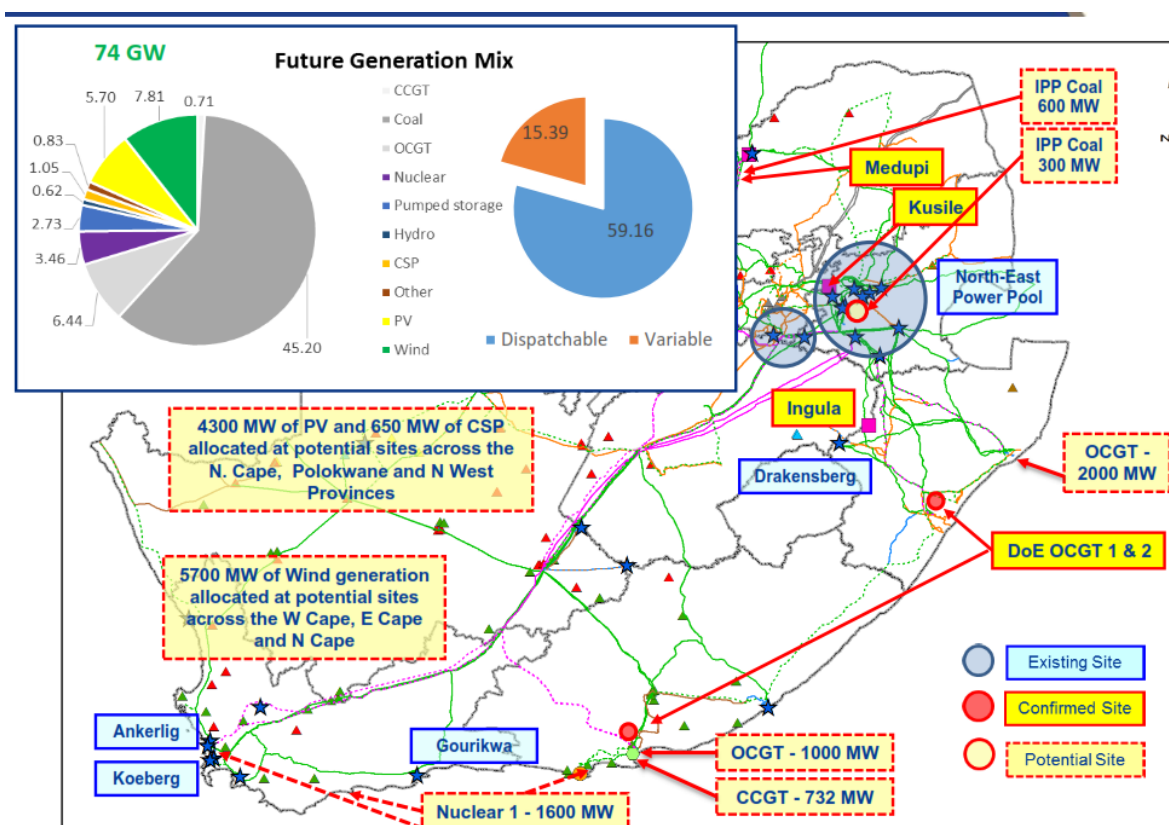 74 GW
Future Generation Mix
5.70
7.81
0.71
0.83
1.05
0.62
2.73
3.46
6.44
45.20
CCGT
Coal
OCGT
Nuclear
Pumped storage
Hydro
CSP
Other
PV
Wind
15.39
59.16
Dispatchable
Variable
IPP Coal
600 MW
IPP Coal
300 MW
Z
Medupi
Kusile
North-East
Power Pool
4300 MW of PV and 650 MW of CSP
allocated at potential sites across the
N. Cape, Polokwane and N West
Provinces
Ingula
Drakensberg
OCGT -
2000 MW
DoE OCGT 1 & 2
5700 MW of Wind generation
allocated at potential sites
across the W Cape, E Cape
and N Cape
Existing Site
Confirmed Site
Potential Site
Ankerlig
Koeberg
Gourikwa
OCGT - 1000 MW
CCGT - 732 MW
Nuclear 1 - 1600 MW